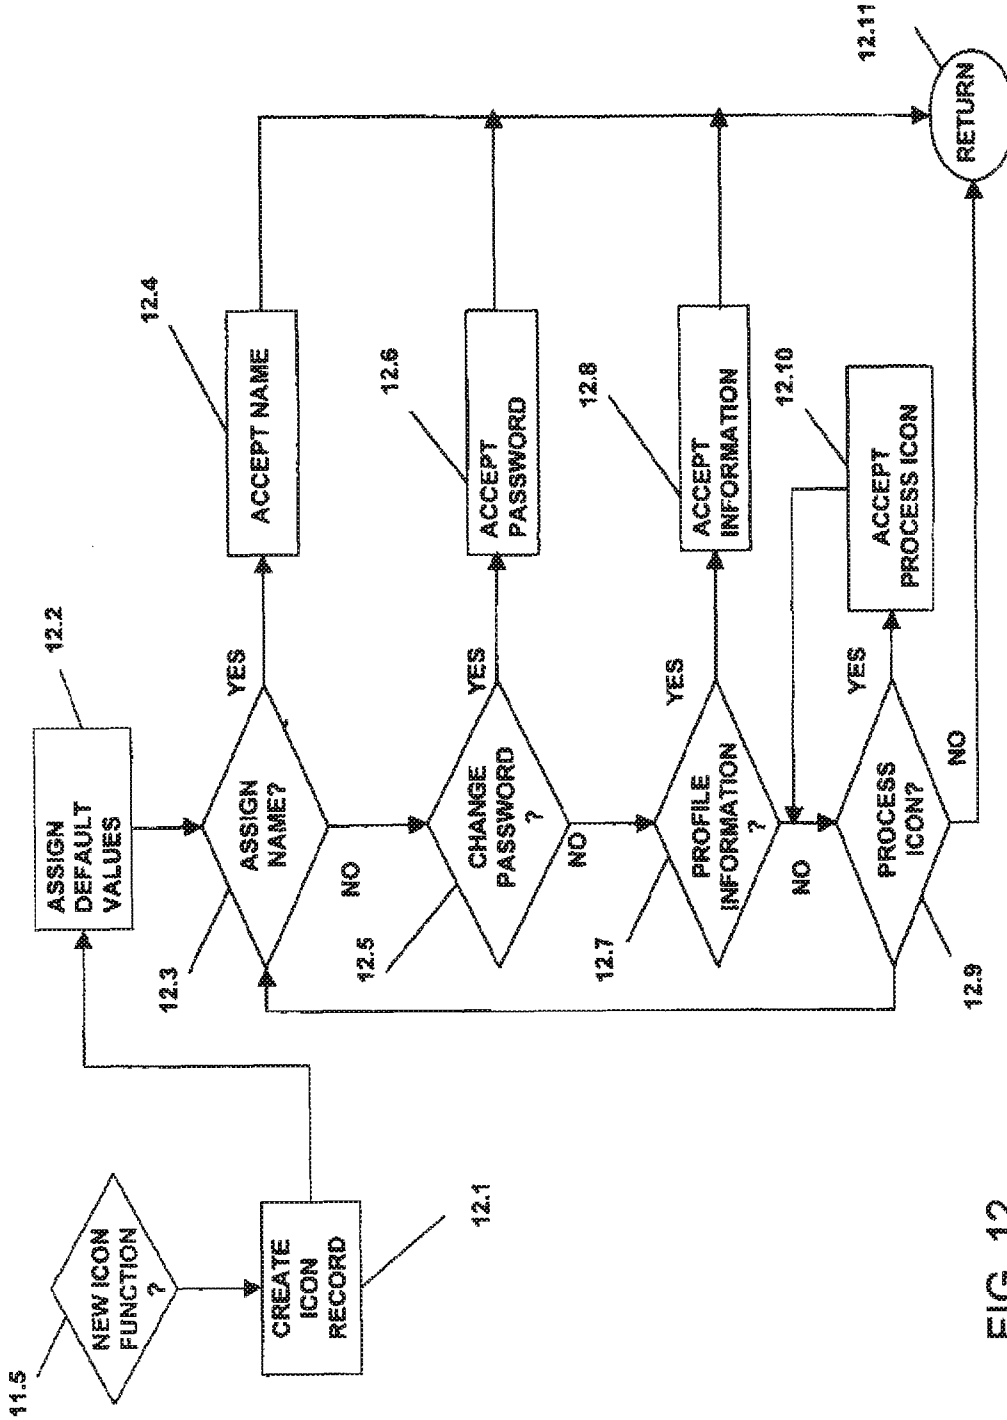 11.5
NEW ICON
FUNCTION
?
CREATE
ICON
RECORD
12.1
ASSIGN
DEFAULT
VALUES
12.2
ASSIGN
NAME?
12.3
YES
NO
ACCEPT NAME
12.4
CHANGE
PASSWORD
?
12.5
YES
NO
ACCEPT
PASSWORD
12.6
PROFILE
INFORMATION
?
12.7
YES
NO
ACCEPT
INFORMATION
12.8
PROCESS
ICON?
12.9
YES
NO
ACCEPT
PROCESS ICON
12.10
RETURN
12.11
FIG. 12